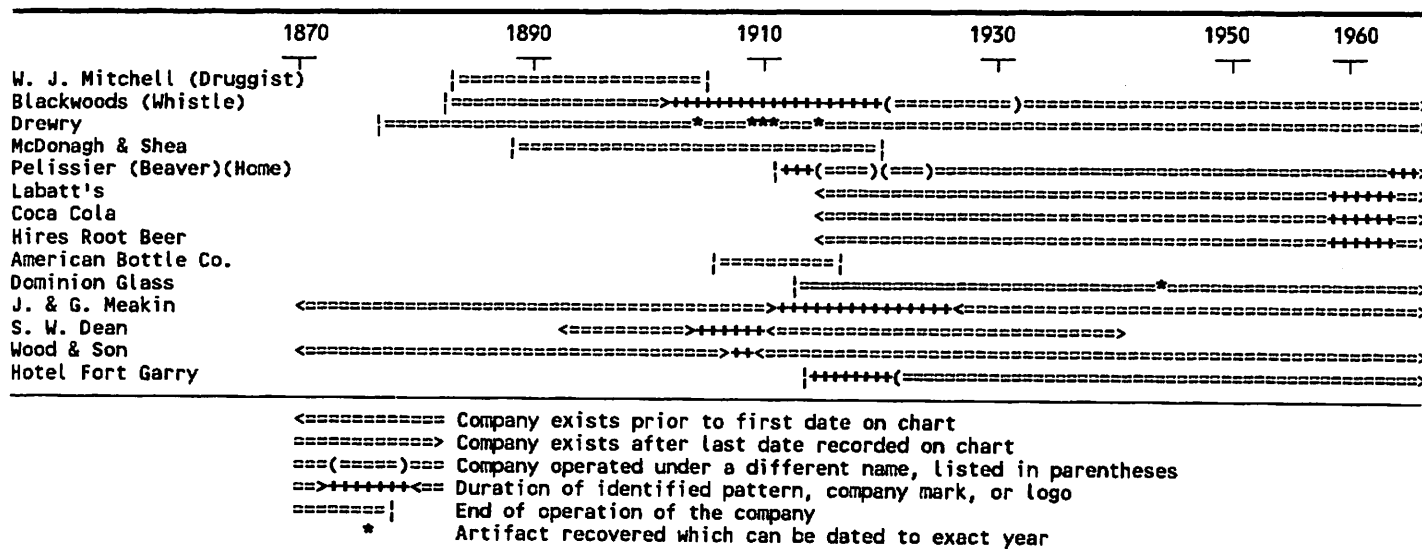 1870 1890 1910 1930 1950 1960
W. J. Mitchell (Druggist) |=====================|
Blackwoods (Whistle) |==================>++++++++++++++++++(==========)==================================>
Drewry |==========================*====***===*===================================================>
McDonagh & Shea |==============================|
Pelissier (Beaver)(Home) |+++(====)(===)=======================================+++>
Labatt's <===========================================++++++==>
Coca Cola <===========================================++++++==>
Hires Root Beer <===========================================++++++==>
American Bottle Co. |==========|
Dominion Glass |==============================*=====================>
J. & G. Meakin <=======================================>+++++++++++++++<=======================================>
S. W. Dean <==========>++++++<=============================>
Wood & Son <===================================>++<========================================================>
Hotel Fort Garry |+++++++(============================================>
<============ Company exists prior to first date on chart
============> Company exists after last date recorded on chart
===(=====)=== Company operated under a different name, listed in parentheses
==>+++++++<== Duration of identified pattern, company mark, or logo
========| End of operation of the company
* Artifact recovered which can be dated to exact year